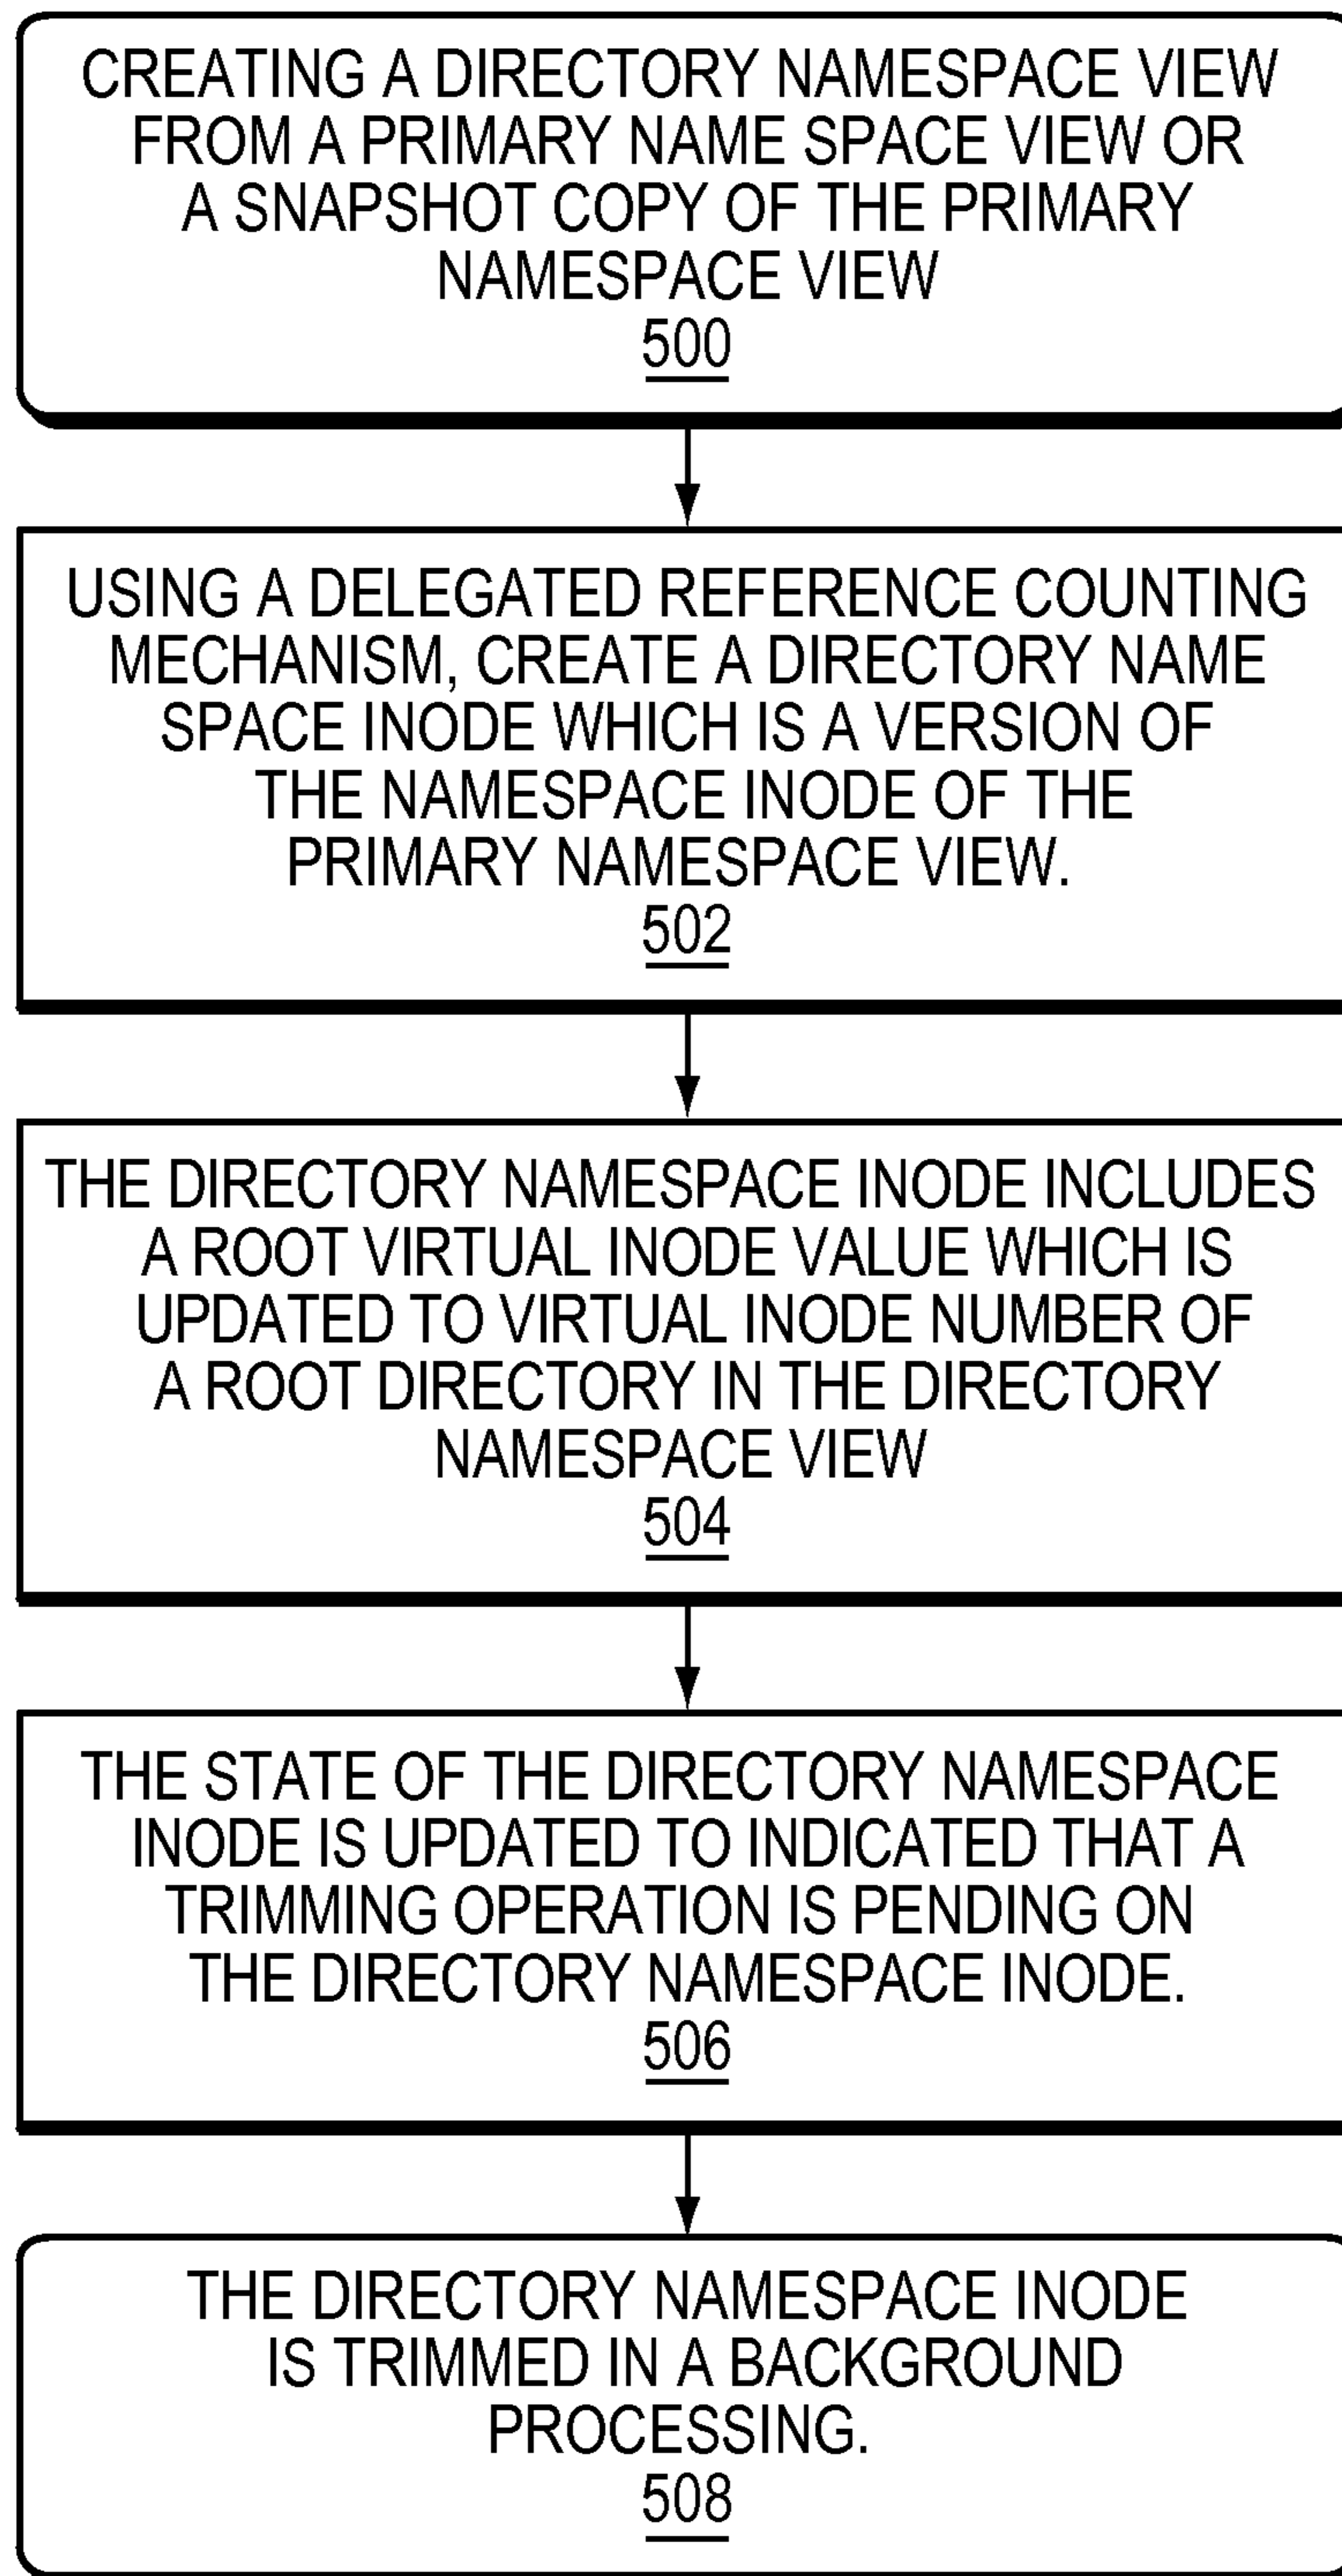 CREATING A DIRECTORY NAMESPACE VIEW
FROM A PRIMARY NAME SPACE VIEW OR
A SNAPSHOT COPY OF THE PRIMARY
NAMESPACE VIEW
500
USING A DELEGATED REFERENCE COUNTING
MECHANISM, CREATE A DIRECTORY NAME
SPACE INODE WHICH IS A VERSION OF
THE NAMESPACE INODE OF THE
PRIMARY NAMESPACE VIEW.
502
THE DIRECTORY NAMESPACE INODE INCLUDES
A ROOT VIRTUAL INODE VALUE WHICH IS
UPDATED TO VIRTUAL INODE NUMBER OF
A ROOT DIRECTORY IN THE DIRECTORY
NAMESPACE VIEW
504
THE STATE OF THE DIRECTORY NAMESPACE
INODE IS UPDATED TO INDICATED THAT A
TRIMMING OPERATION IS PENDING ON
THE DIRECTORY NAMESPACE INODE.
506
THE DIRECTORY NAMESPACE INODE
IS TRIMMED IN A BACKGROUND
PROCESSING.
508